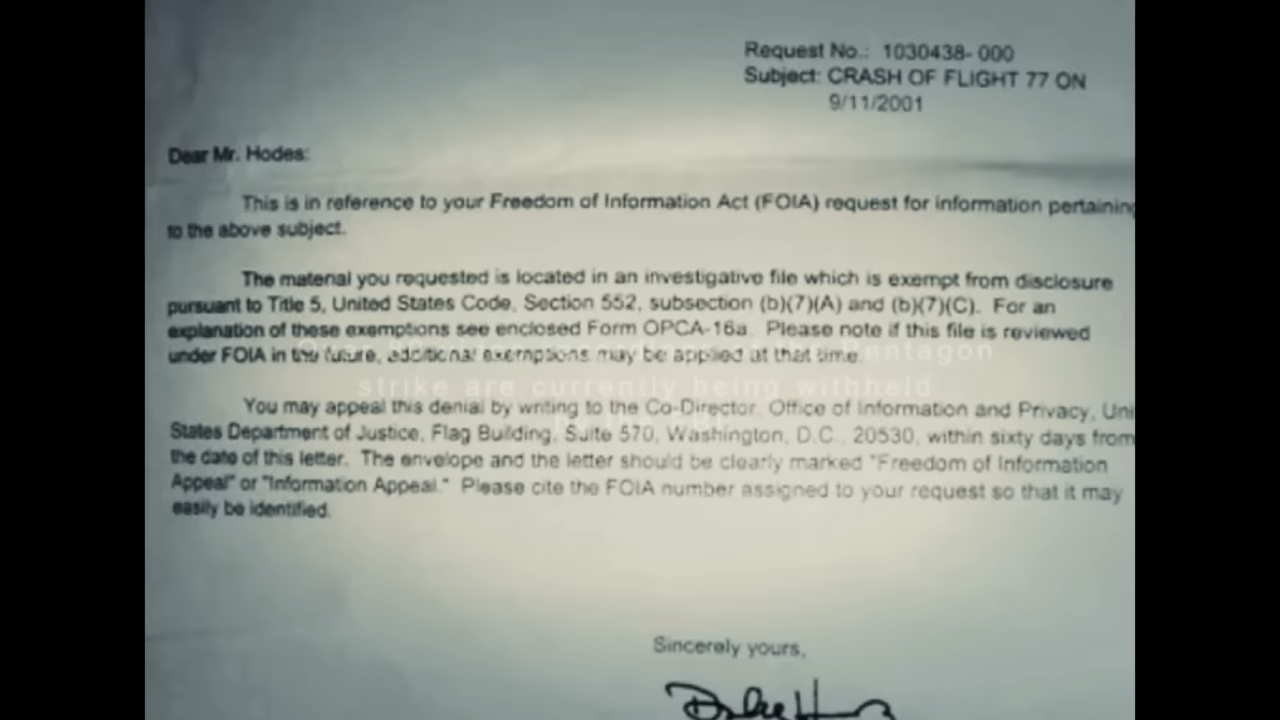 Request No.: 1030438- 000
Subject: CRASH OF FLIGHT 77 ON
9/11/2001
Dear Mr. Hodes:
This is in reference to your Freedom of Information Act (FOIA) request for information pertaining
to the above subject.
The material you requested is located in an investigative file which is exempt from disclosure
pursuant to Title 5, United States Code, Section 552, subsection (b)(7)(A) and (b)(7)(C). For an
explanation of these exemptions see enclosed Form OPCA-16a. Please note if this file is reviewed
under FOIA in the future, additional exemptions may be applied at that time.
Pentagon
strike are currently being withheld
You may appeal this denial by writing to the Co-Director, Office of Information and Privacy, Uni
States Department of Justice, Flag Building, Suite 570, Washington, D.C., 20530, within sixty days from
the date of this letter. The envelope and the letter should be clearly marked "Freedom of Information
Appeal" or "Information Appeal." Please cite the FOIA number assigned to your request so that it may
easily be identified.
Sincerely yours,